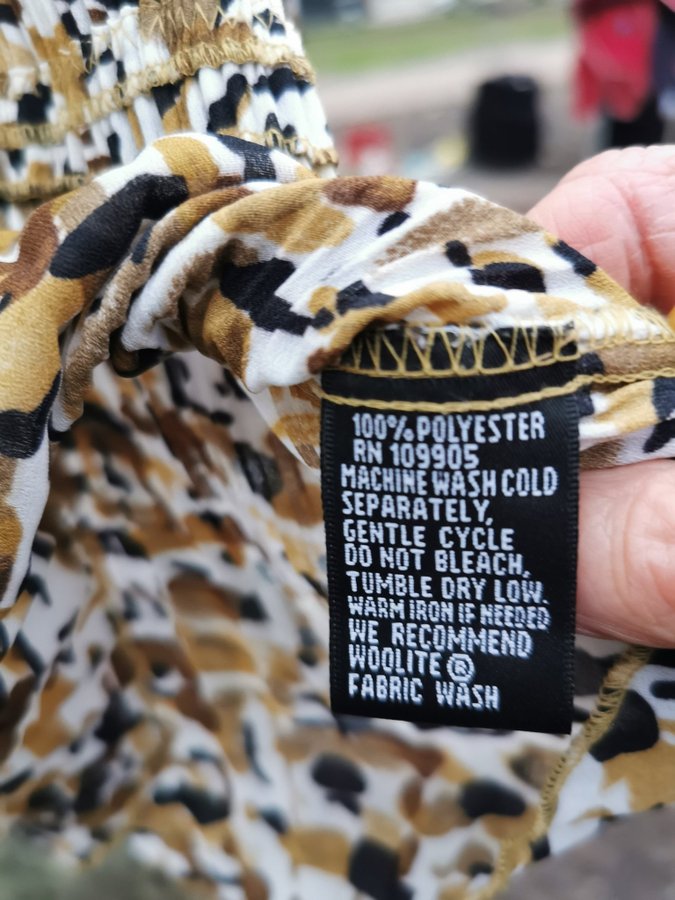 100% POLYESTER
RN 109905
MACHINE WASH COLD
SEPARATELY,
GENTLE CYCLE
DO NOT BLEACH,
TUMBLE DRY LOW.
WARM IRON IF NEEDED
WE RECOMMEND
WOOLITE ®
FABRIC WASH